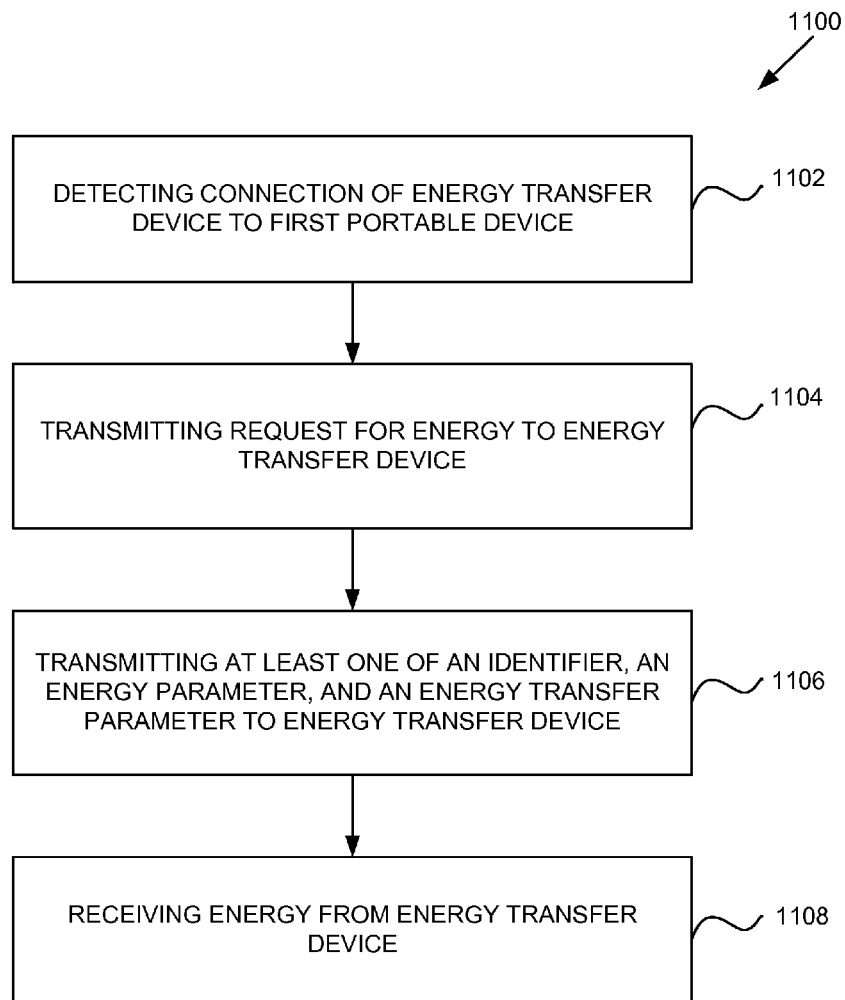 1100
DETECTING CONNECTION OF ENERGY TRANSFER
DEVICE TO FIRST PORTABLE DEVICE
1102
TRANSMITTING REQUEST FOR ENERGY TO ENERGY
TRANSFER DEVICE
1104
TRANSMITTING AT LEAST ONE OF AN IDENTIFIER, AN
ENERGY PARAMETER, AND AN ENERGY TRANSFER
PARAMETER TO ENERGY TRANSFER DEVICE
1106
RECEIVING ENERGY FROM ENERGY TRANSFER
DEVICE
1108